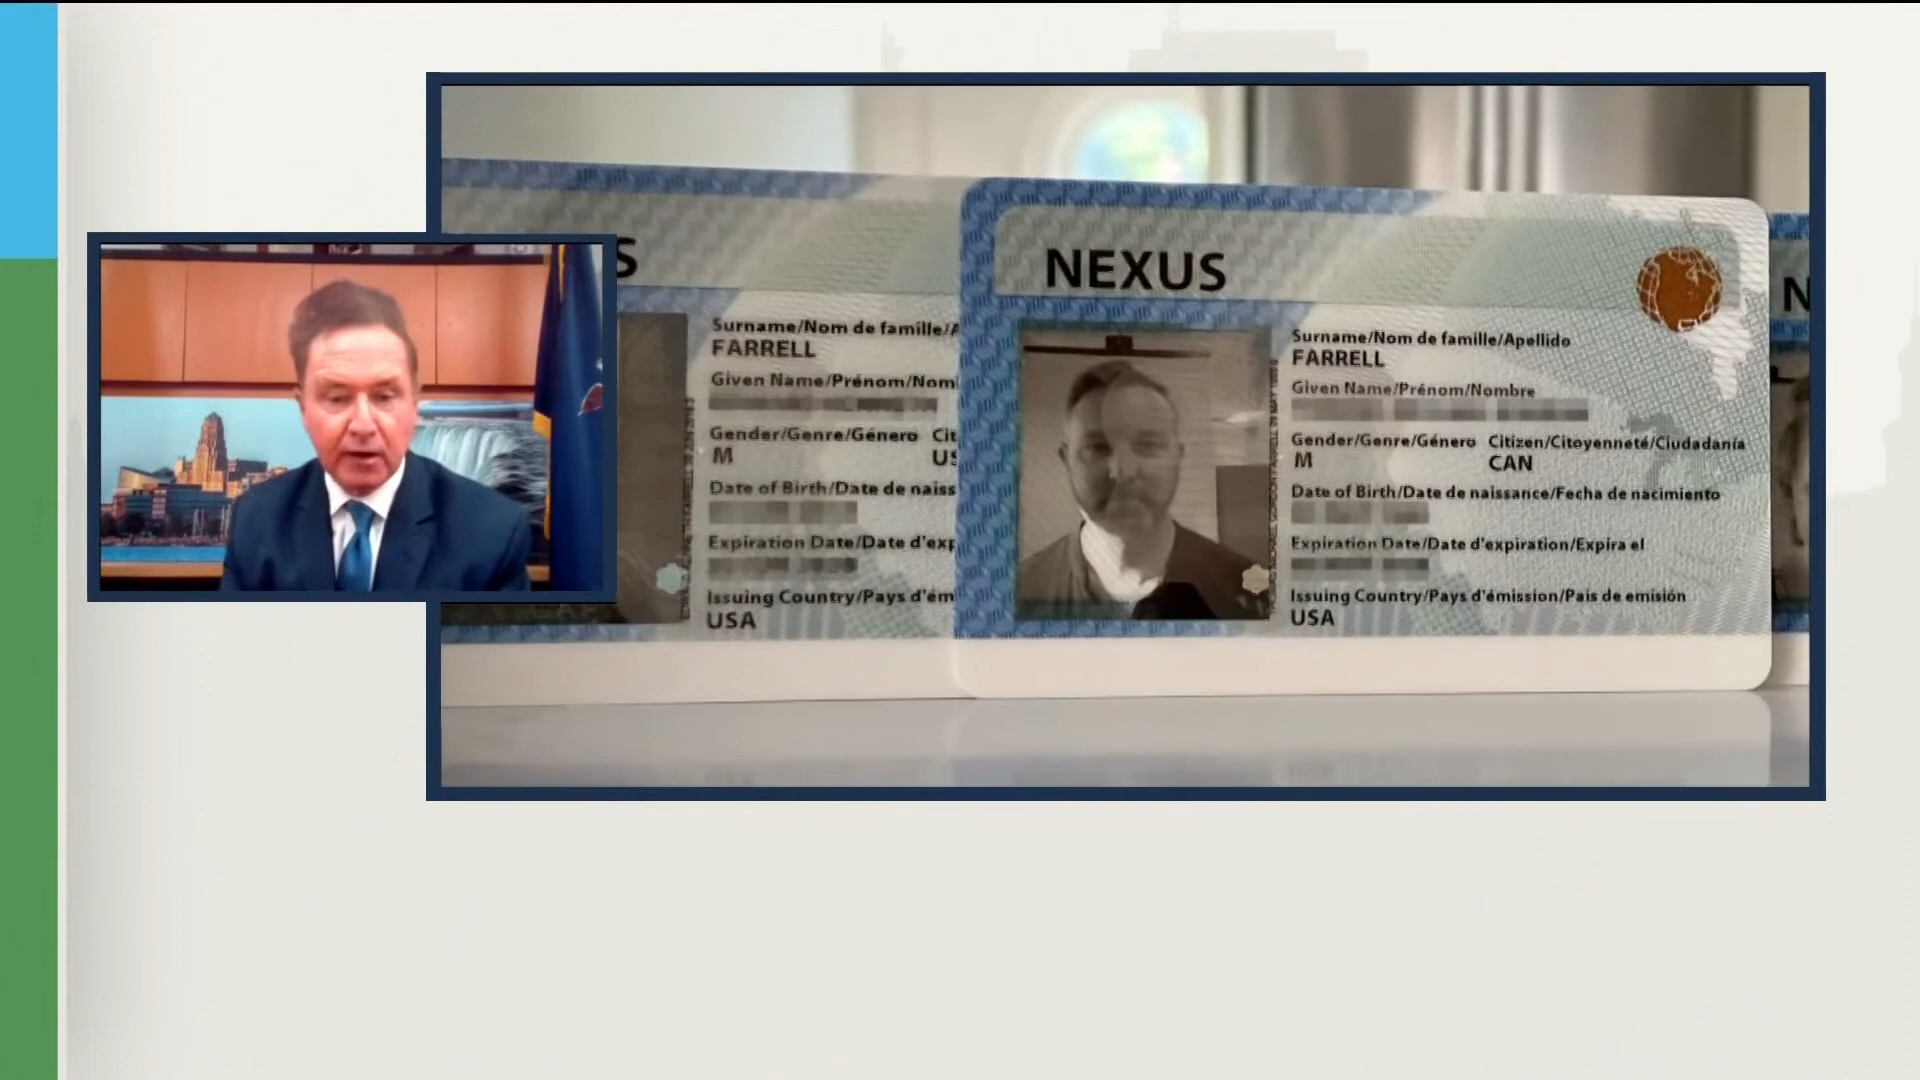 S
Surname/Nom de famille/A
FARRELL
Given Name/Prénom/Nom
Gender/Genre/Género Cit
M US
Date of Birth/Date de naiss
Expiration Date/Date d'exp
Issuing Country/Pays d'ém
USA
NEXUS
Surname/Nom de famille/Apellido
FARRELL
Given Name/Prénom/Nombre
Gender/Genre/Género Citizen/Citoyenneté/Ciudadanía
M CAN
Date of Birth/Date de naissance/Fecha de nacimiento
Expiration Date/Date d'expiration/Expira el
Issuing Country/Pays d'émission/País de emisión
USA
N